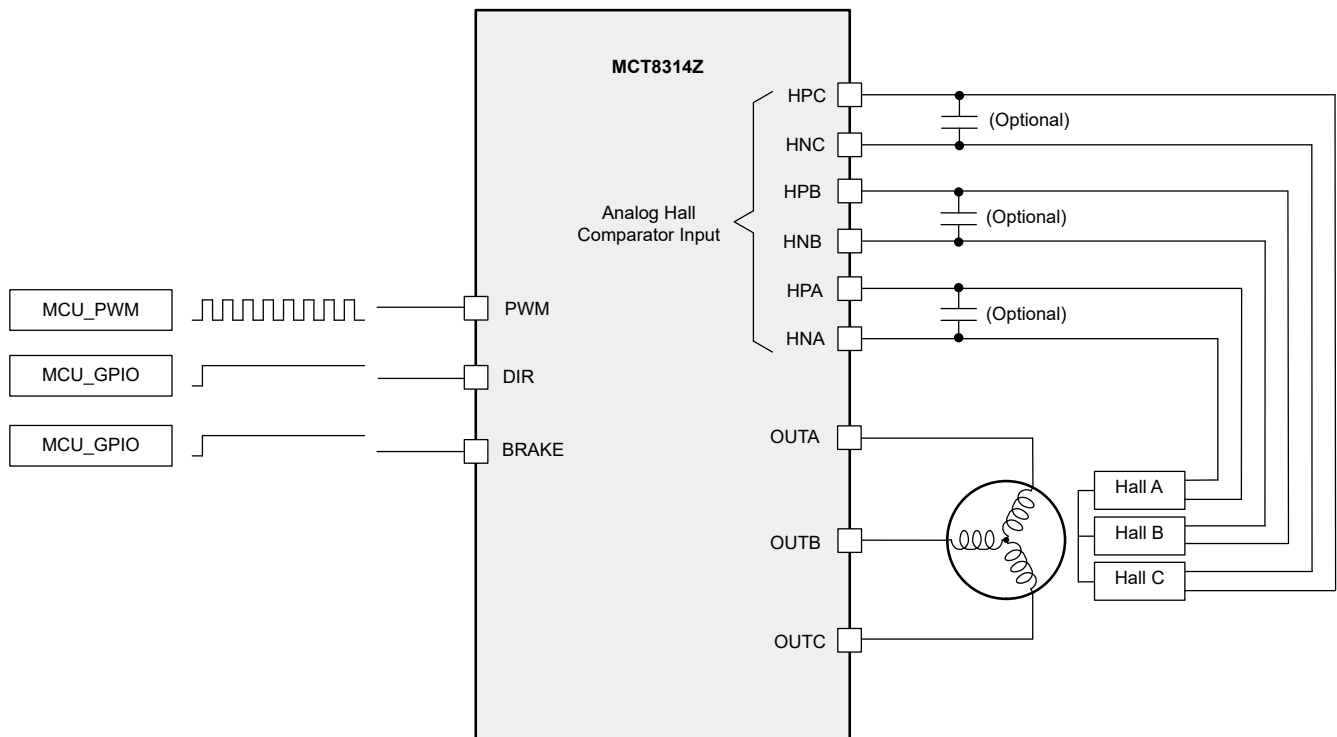 MCT8314Z
HPC
(Optional)
HNC
HPB
Analog Hall
Comparator Input
(Optional)
HNB
HPA
MCU_PWM
PWM
(Optional)
HNA
MCU_GPIO
DIR
MCU_GPIO
BRAKE
OUTA
Hall A
OUTB
Hall B
Hall C
OUTC